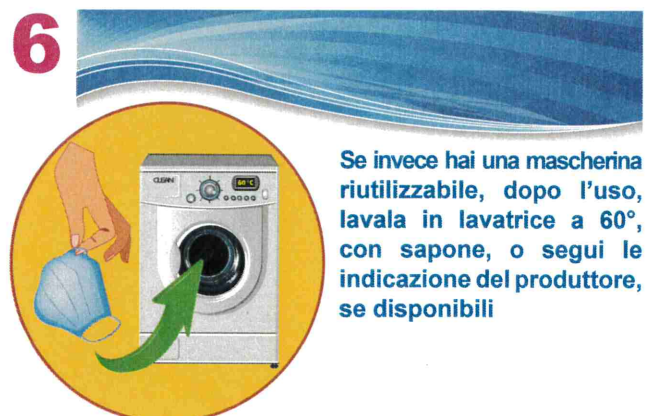 6
Se invece hai una mascherina
riutilizzabile, dopo l'uso,
lavala in lavatrice a 60°,
con sapone, o segui le
indicazione del produttore,
se disponibili
CLEAN
60 °C